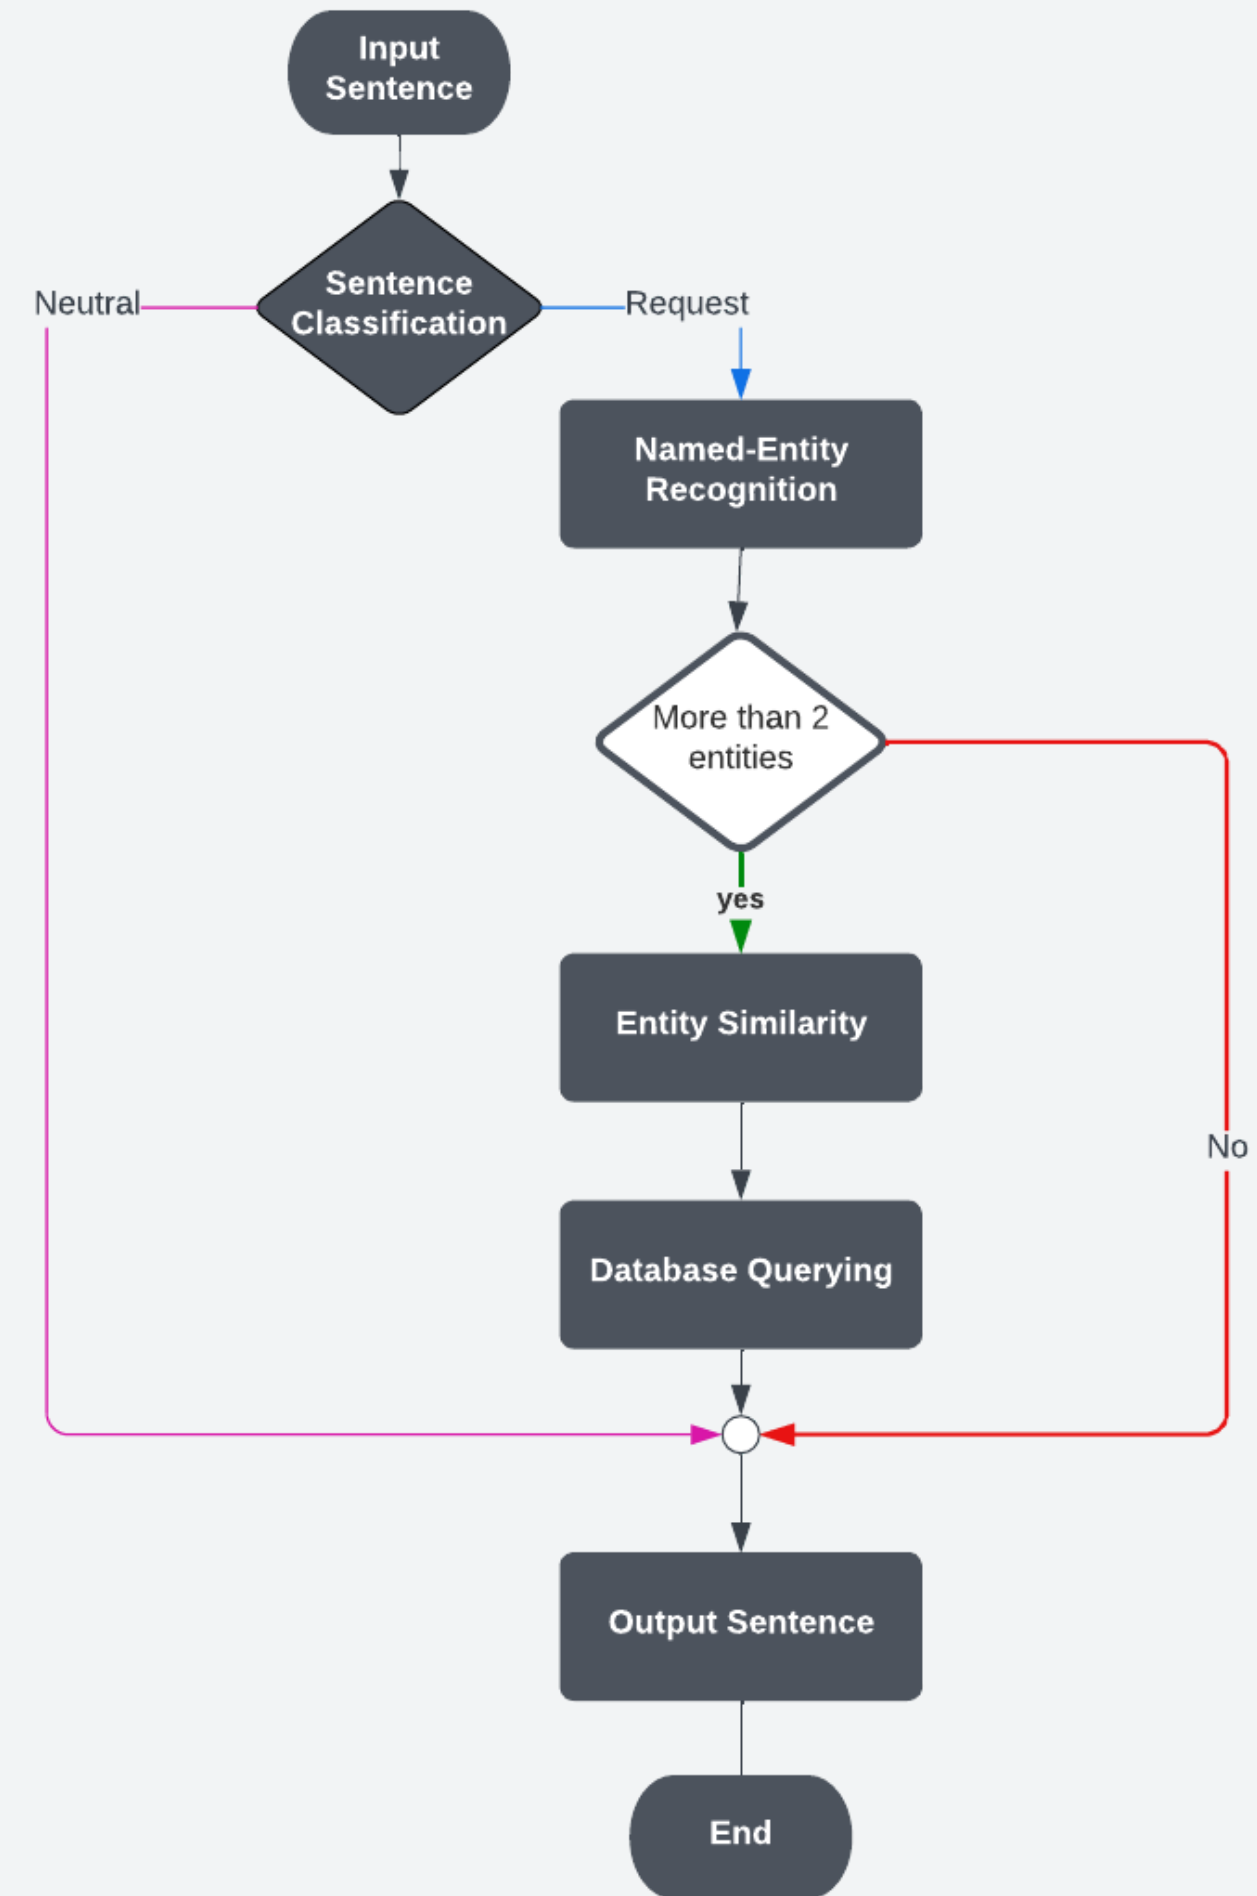 Input
Sentence
Sentence
Classification
Neutral
Request
Named-Entity
Recognition
More than 2
entities
yes
Entity Similarity
No
Database Querying
Output Sentence
End